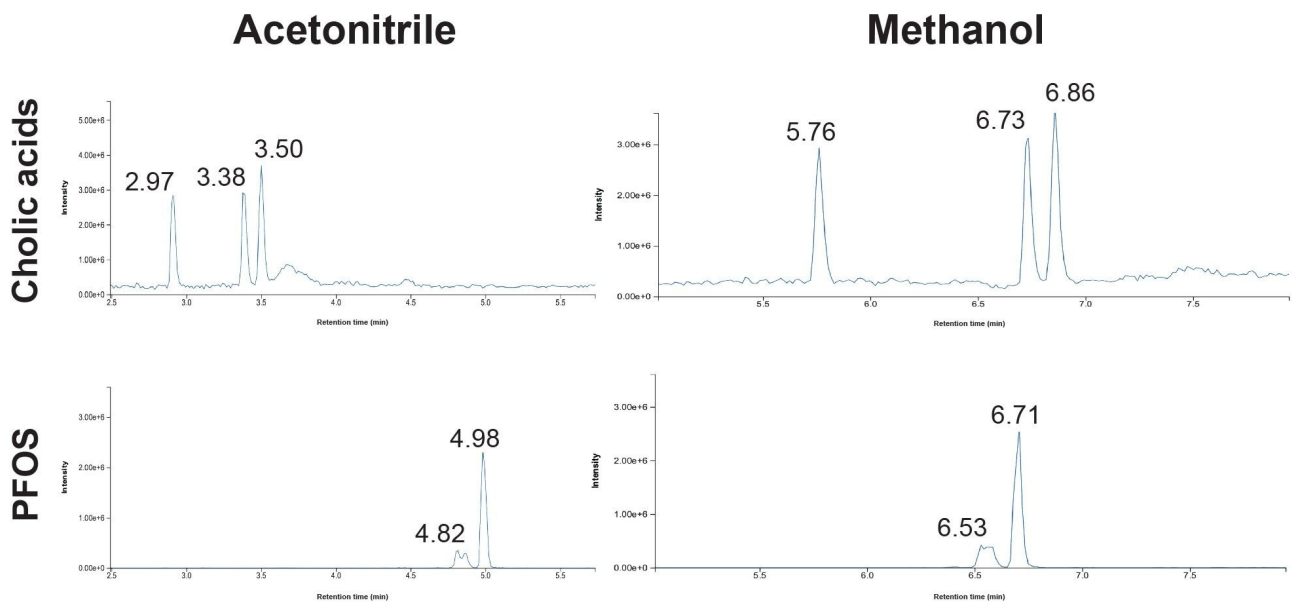 Acetonitrile
Methanol
Cholic acids
5.00e+6
4.00e+6
3.00e+6
2.00e+6
1.00e+6
0.00e+0
Intensity
2.97
3.38
3.50
2.5 3.0 3.5 4.0 4.5 5.0 5.5
Retention time (min)
3.00e+6
2.00e+6
1.00e+6
0.00e+0
Intensity
5.76
6.73
6.86
5.5 6.0 6.5 7.0 7.5
Retention time (min)
PFOS
3.00e+6
2.00e+6
1.00e+6
0.00e+0
Intensity
4.82
4.98
2.5 3.0 3.5 4.0 4.5 5.0 5.5
Retention time (min)
3.00e+6
2.00e+6
1.00e+6
0.00e+0
Intensity
6.53
6.71
5.5 6.0 6.5 7.0 7.5
Retention time (min)